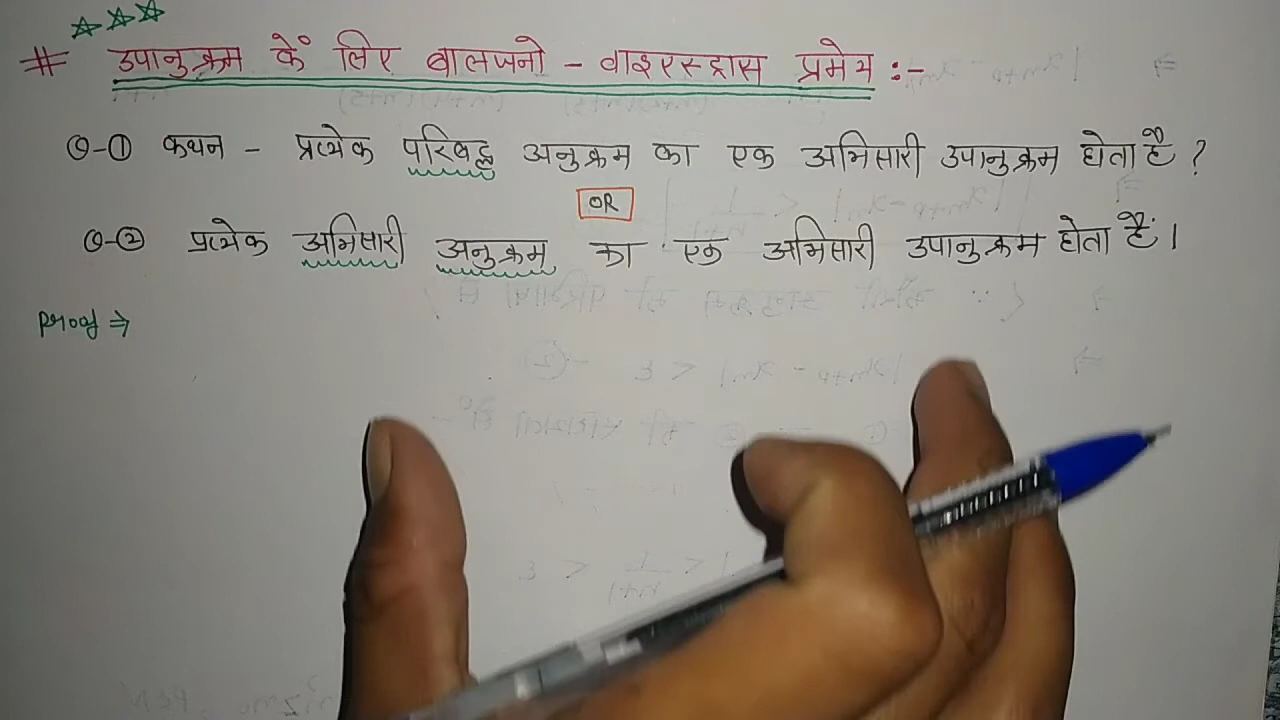 # उपानुक्रम के लिए बालजनो - वाइरस्ट्रास प्रमेय :-
Q-① कथन - प्रत्येक परिबद्ध अनुक्रम का एक अभिसारी उपानुक्रम होता है ?
OR
Q-② प्रत्येक अभिसारी अनुक्रम का एक अभिसारी उपानुक्रम होता है ।
Proof ⇒